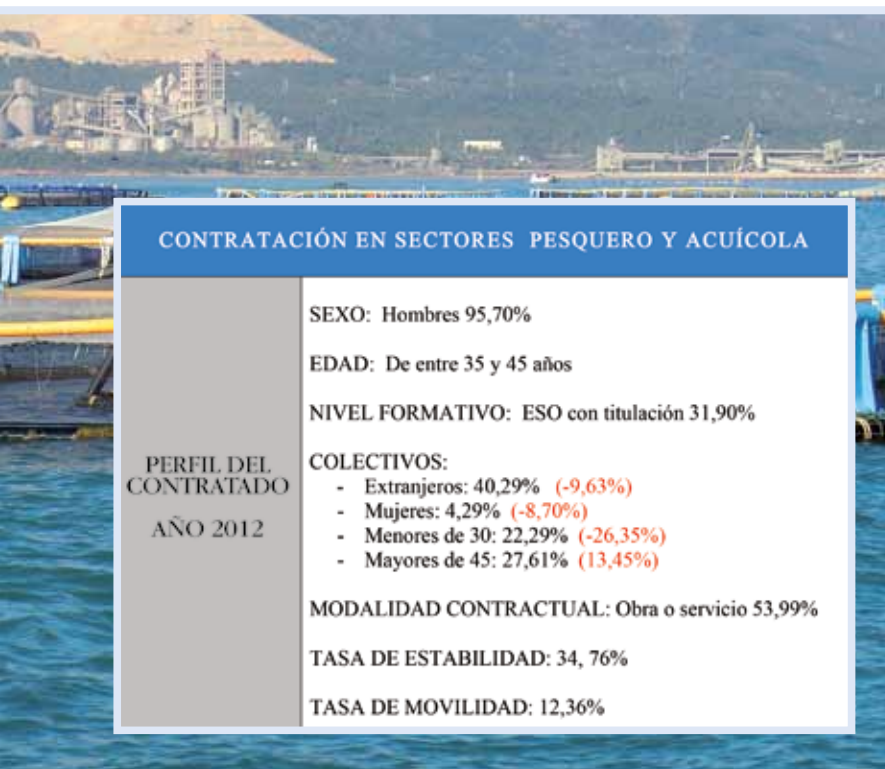 CONTRATACIÓN EN SECTORES PESQUERO Y ACUÍCOLA
PERFIL DEL
CONTRATADO
AÑO 2012
SEXO: Hombres 95,70%
EDAD: De entre 35 y 45 años
NIVEL FORMATIVO: ESO con titulación 31,90%
COLECTIVOS:
- Extranjeros: 40,29% (-9,63%)
- Mujeres: 4,29% (-8,70%)
- Menores de 30: 22,29% (-26,35%)
- Mayores de 45: 27,61% (13,45%)
MODALIDAD CONTRACTUAL: Obra o servicio 53,99%
TASA DE ESTABILIDAD: 34, 76%
TASA DE MOVILIDAD: 12,36%